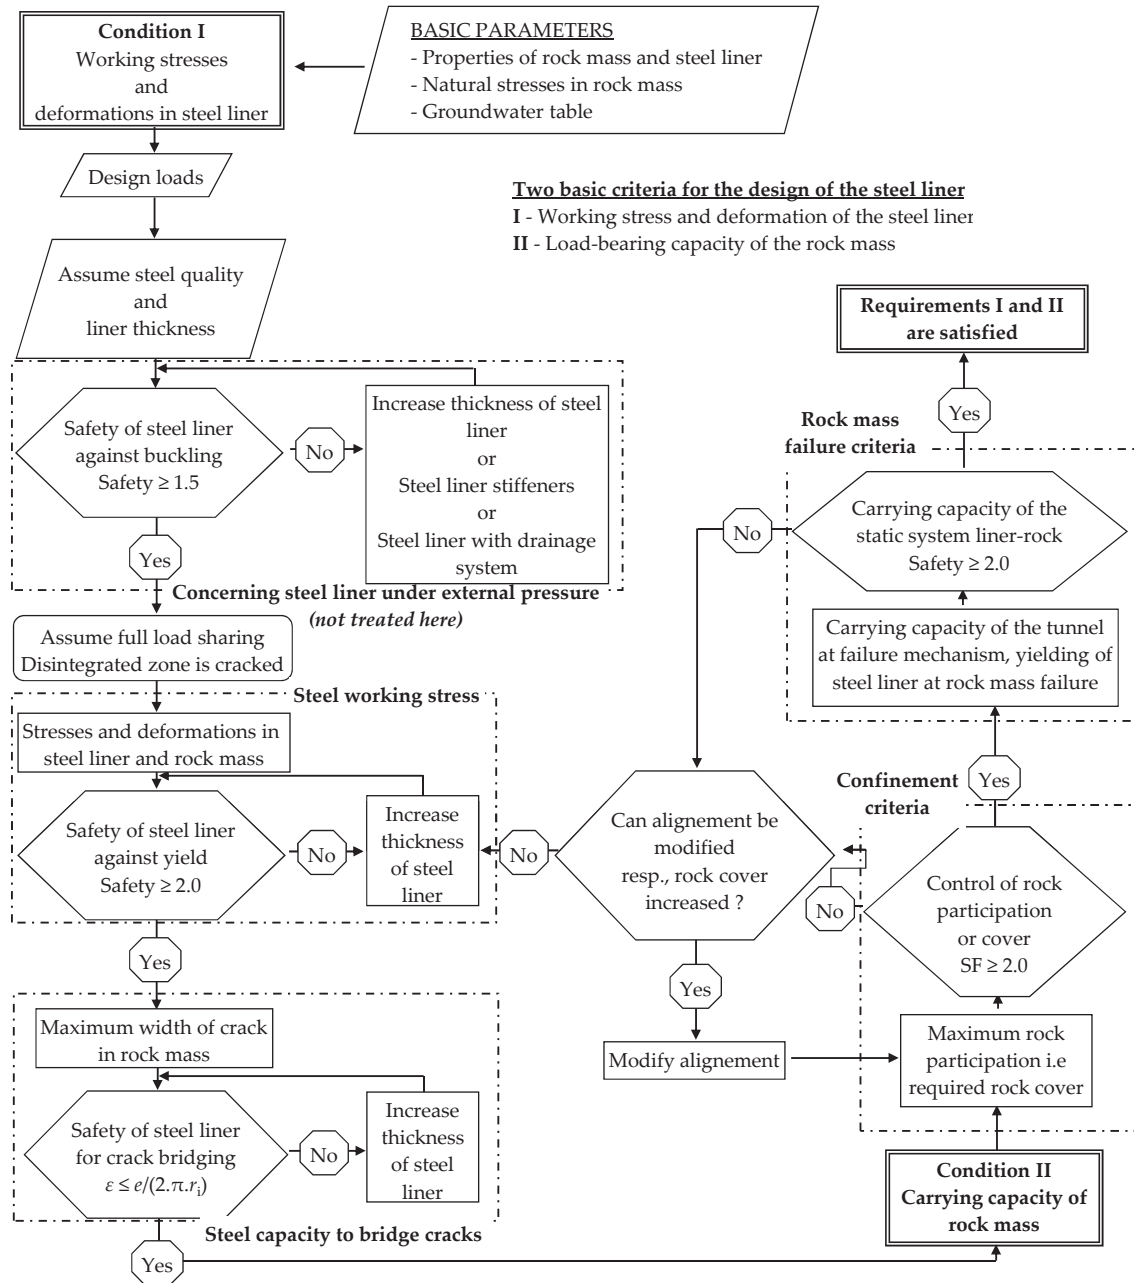 Condition I
Working stresses
and
deformations in steel liner
BASIC PARAMETERS
- Properties of rock mass and steel liner
- Natural stresses in rock mass
- Groundwater table
Design loads
Two basic criteria for the design of the steel liner
I - Working stress and deformation of the steel liner
II - Load-bearing capacity of the rock mass
Assume steel quality
and
liner thickness
Safety of steel liner
against buckling
Safety ≥ 1.5
No
Increase thickness of steel
liner
or
Steel liner stiffeners
or
Steel liner with drainage
system
Yes
Concerning steel liner under external pressure
(not treated here)
Assume full load sharing
Disintegrated zone is cracked
Steel working stress
Stresses and deformations in
steel liner and rock mass
Safety of steel liner
against yield
Safety ≥ 2.0
No
Increase
thickness
of steel
liner
Yes
Maximum width of crack
in rock mass
Safety of steel liner
for crack bridging
ε ≤ e/(2.π.rᵢ)
No
Increase
thickness
of steel
liner
Steel capacity to bridge cracks
Yes
Requirements I and II
are satisfied
Yes
Rock mass
failure criteria
Carrying capacity of the
static system liner-rock
Safety ≥ 2.0
No
Carrying capacity of the tunnel
at failure mechanism, yielding of
steel liner at rock mass failure
Yes
Confinement
criteria
Can alignment be
modified
resp., rock cover
increased ?
No
No
Control of rock
participation
or cover
SF ≥ 2.0
Yes
Modify alignement
Maximum rock
participation i.e
required rock cover
Condition II
Carrying capacity of
rock mass